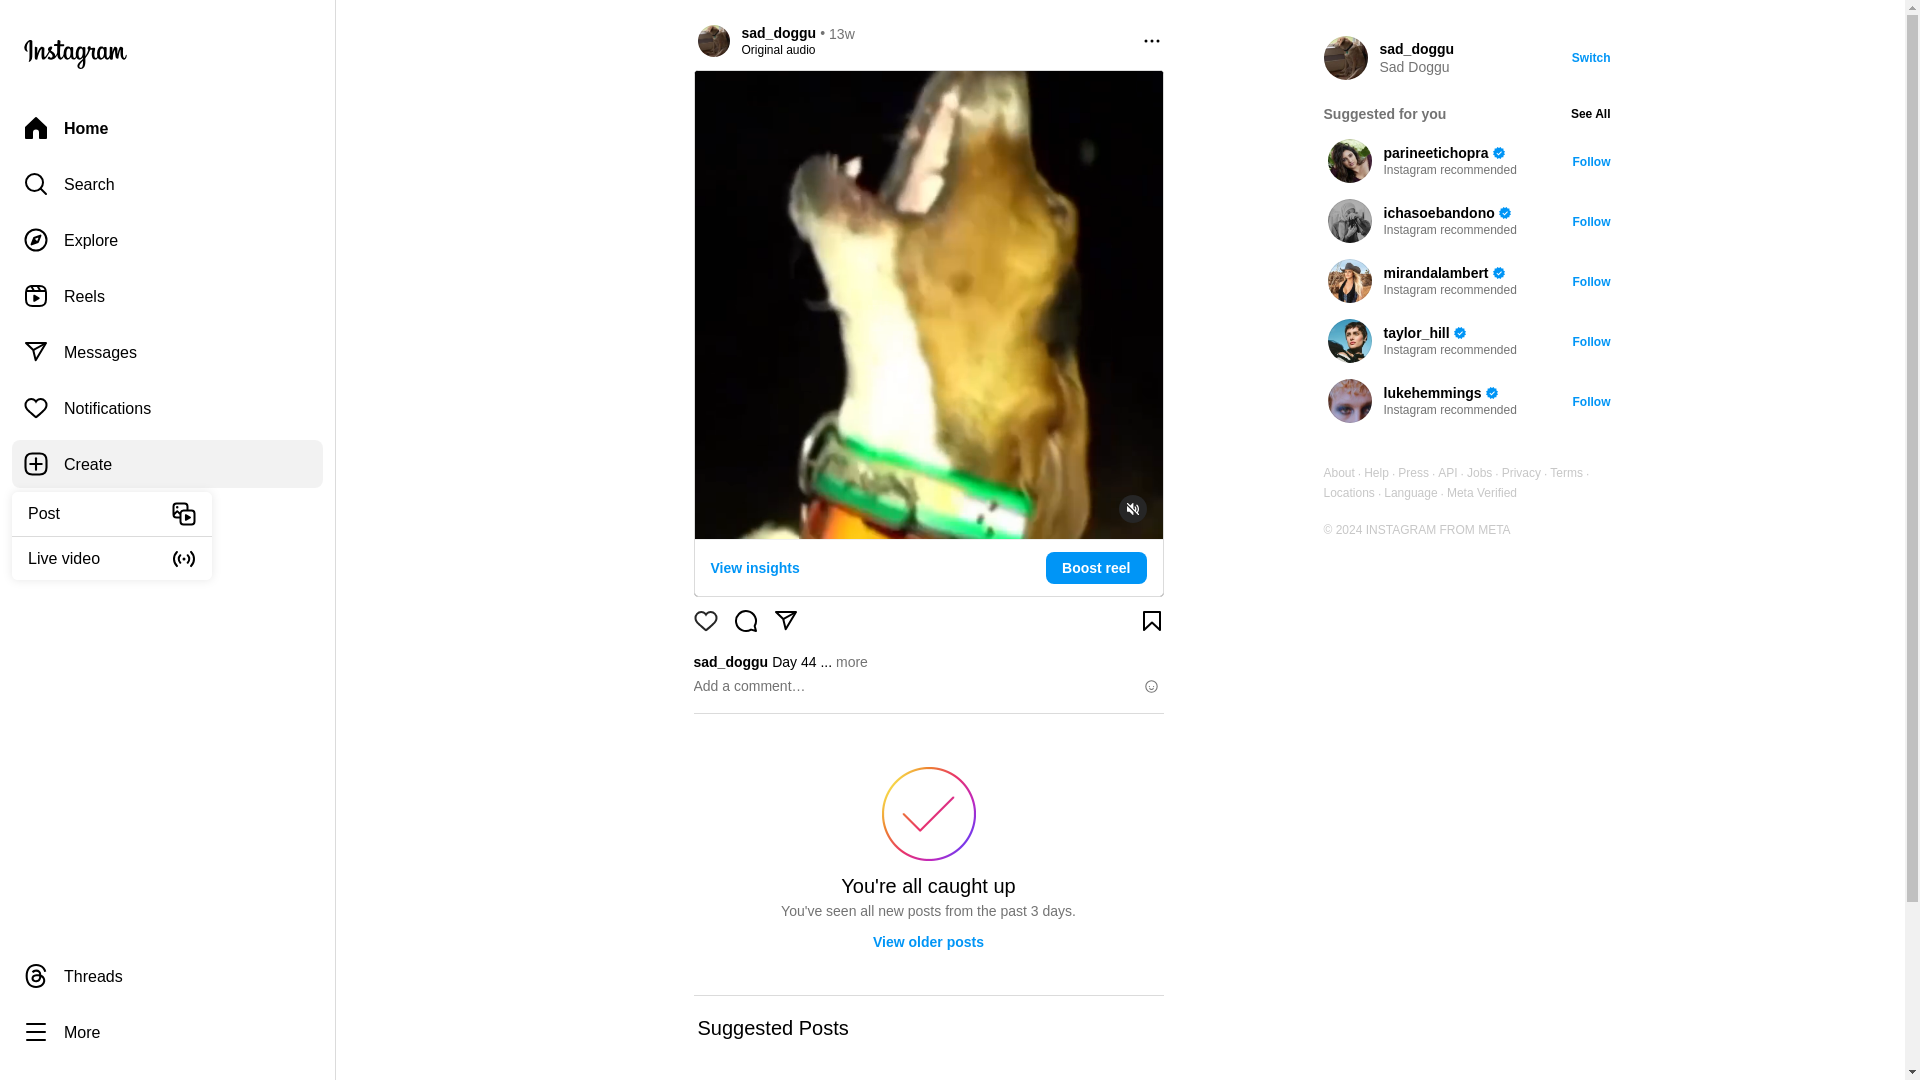 Instagram
Home
Search
Explore
Reels
Messages
Notifications
Create
Post
Live video
Threads
More
sad_doggu • 13w
Original audio
View insights
Boost reel
sad_doggu Day 44 ... more
Add a comment…
You're all caught up
You've seen all new posts from the past 3 days.
View older posts
Suggested Posts
sad_doggu
Sad Doggu
Switch
Suggested for you
See All
parineetichopra
Instagram recommended
Follow
ichasoebandono
Instagram recommended
Follow
mirandalambert
Instagram recommended
Follow
taylor_hill
Instagram recommended
Follow
lukehemmings
Instagram recommended
Follow
About · Help · Press · API · Jobs · Privacy · Terms ·
Locations · Language · Meta Verified
© 2024 INSTAGRAM FROM META